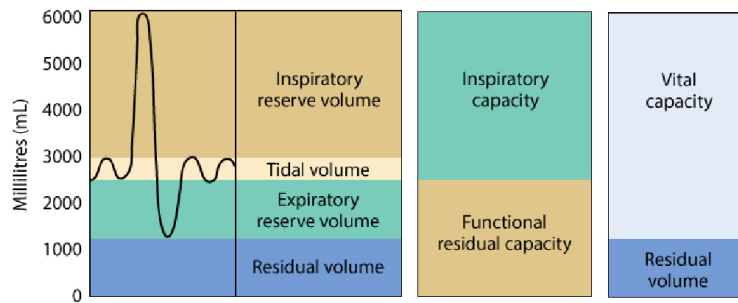 Millilitres (mL)
6000
5000
4000
3000
2000
1000
0
Inspiratory
reserve volume
Tidal volume
Expiratory
reserve volume
Residual volume
Inspiratory
capacity
Functional
residual capacity
Vital
capacity
Residual
volume